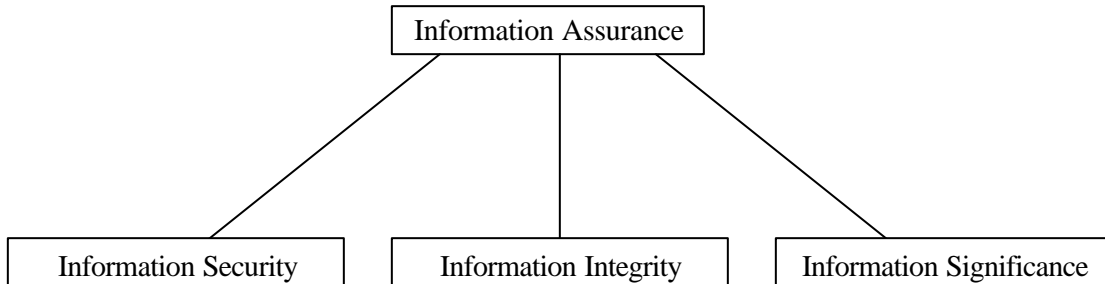 Information Assurance
Information Security
Information Integrity
Information Significance